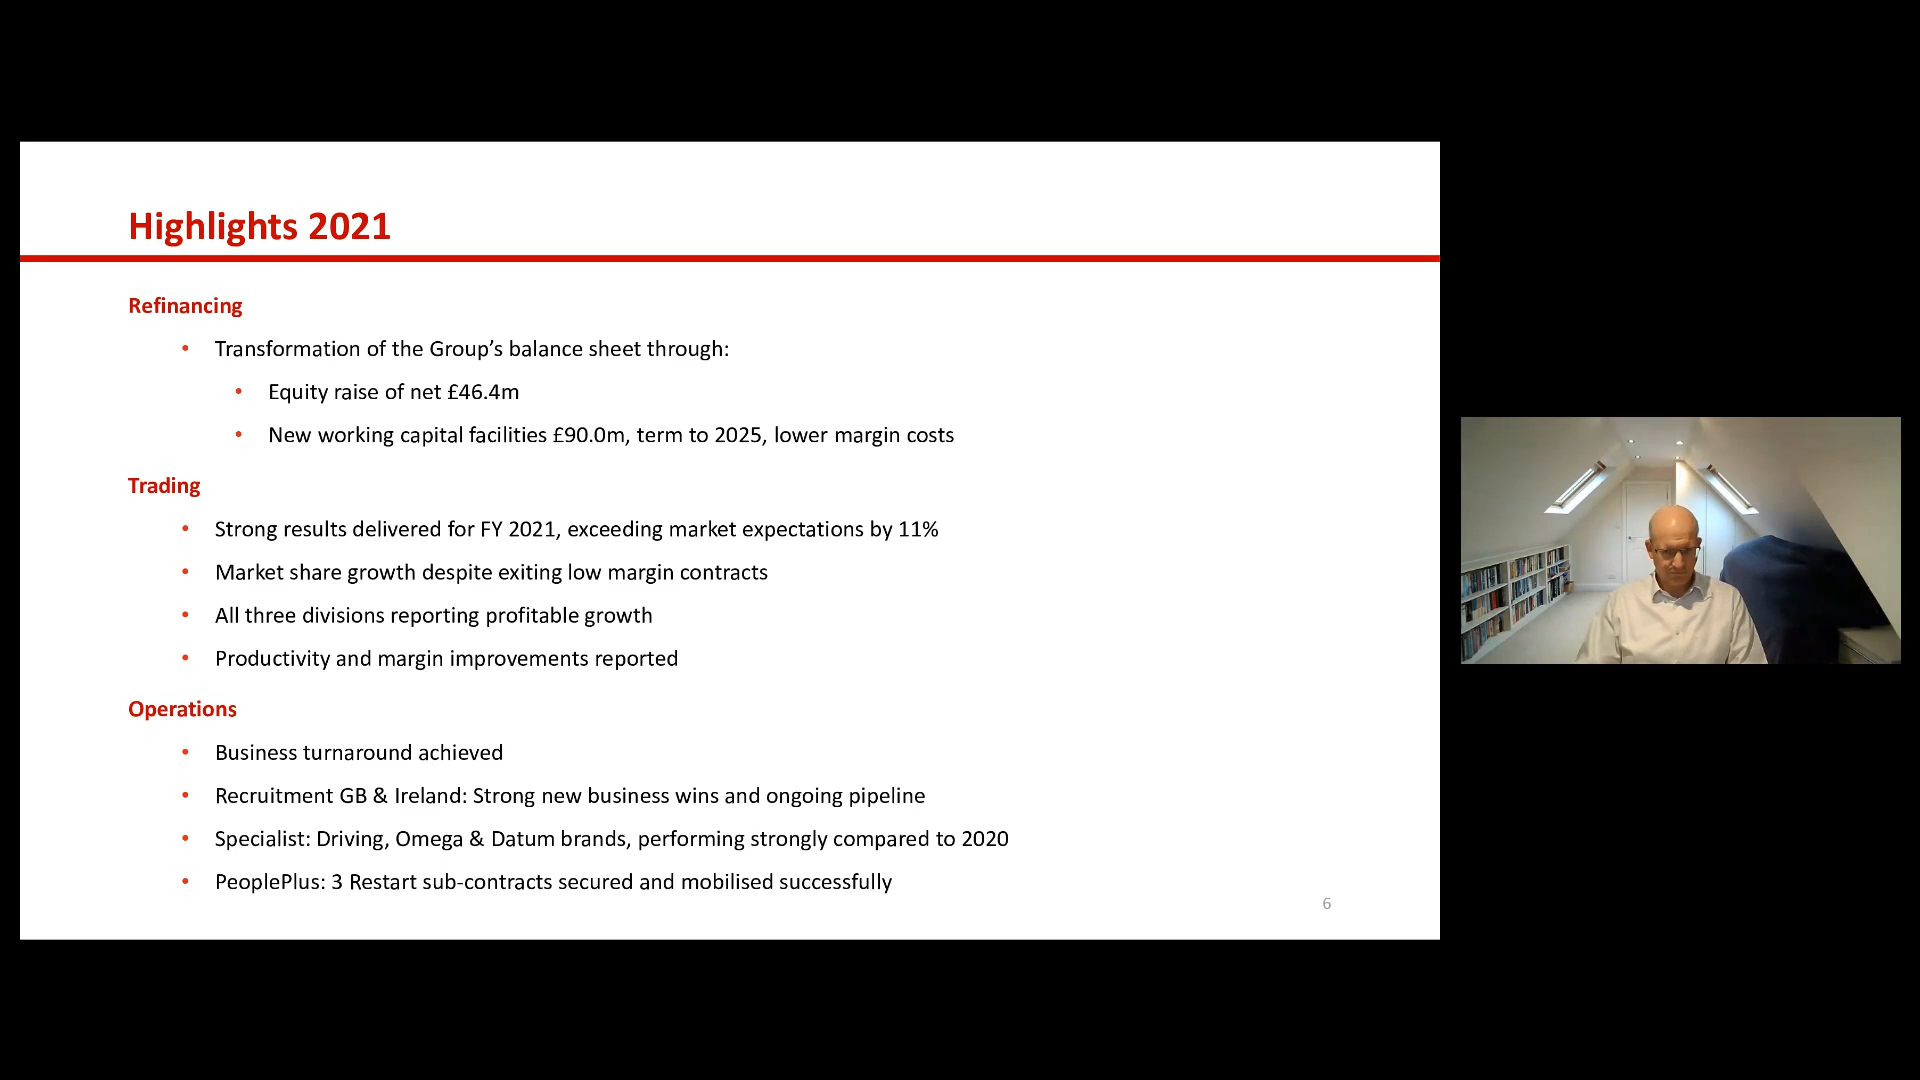 Highlights 2021
Refinancing
• Transformation of the Group’s balance sheet through:
• Equity raise of net £46.4m
• New working capital facilities £90.0m, term to 2025, lower margin costs
Trading
• Strong results delivered for FY 2021, exceeding market expectations by 11%
• Market share growth despite exiting low margin contracts
• All three divisions reporting profitable growth
• Productivity and margin improvements reported
Operations
• Business turnaround achieved
• Recruitment GB & Ireland: Strong new business wins and ongoing pipeline
• Specialist: Driving, Omega & Datum brands, performing strongly compared to 2020
• PeoplePlus: 3 Restart sub-contracts secured and mobilised successfully
6